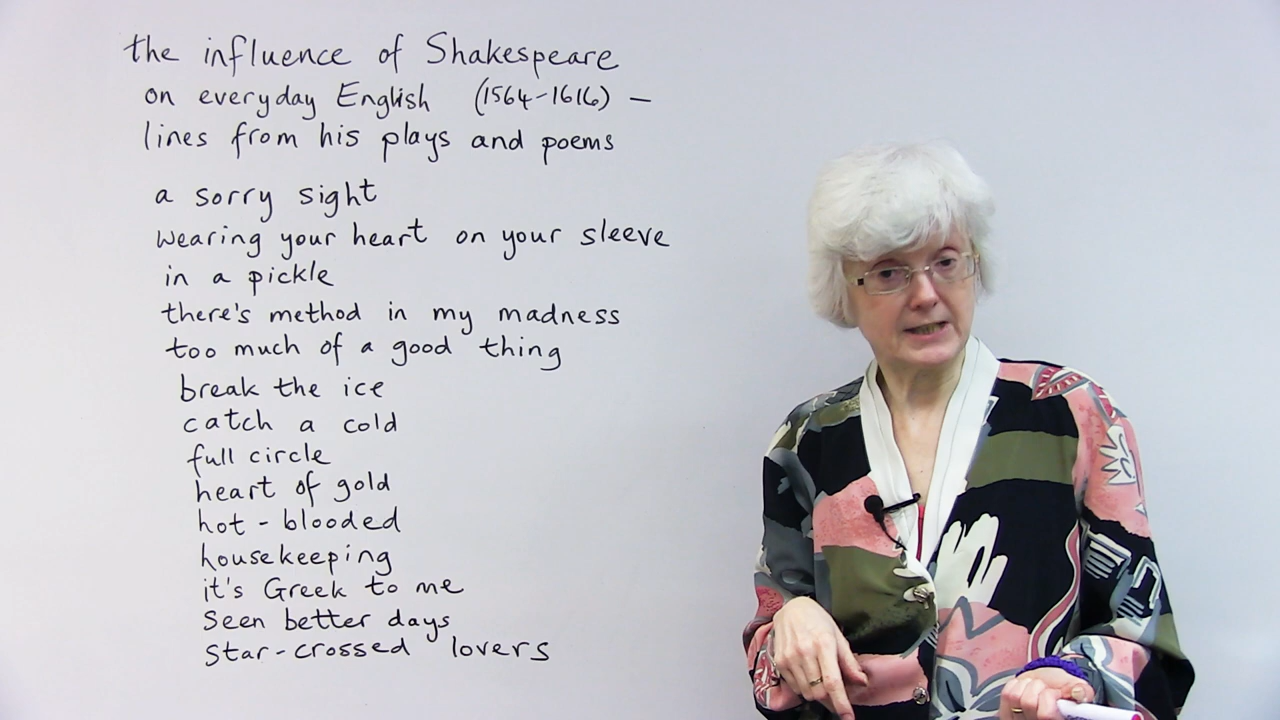 the influence of Shakespeare
on everyday English (1564-1616) –
lines from his plays and poems
a sorry sight
wearing your heart on your sleeve
in a pickle
there's method in my madness
too much of a good thing
break the ice
catch a cold
full circle
heart of gold
hot-blooded
housekeeping
it's Greek to me
seen better days
star-crossed lovers